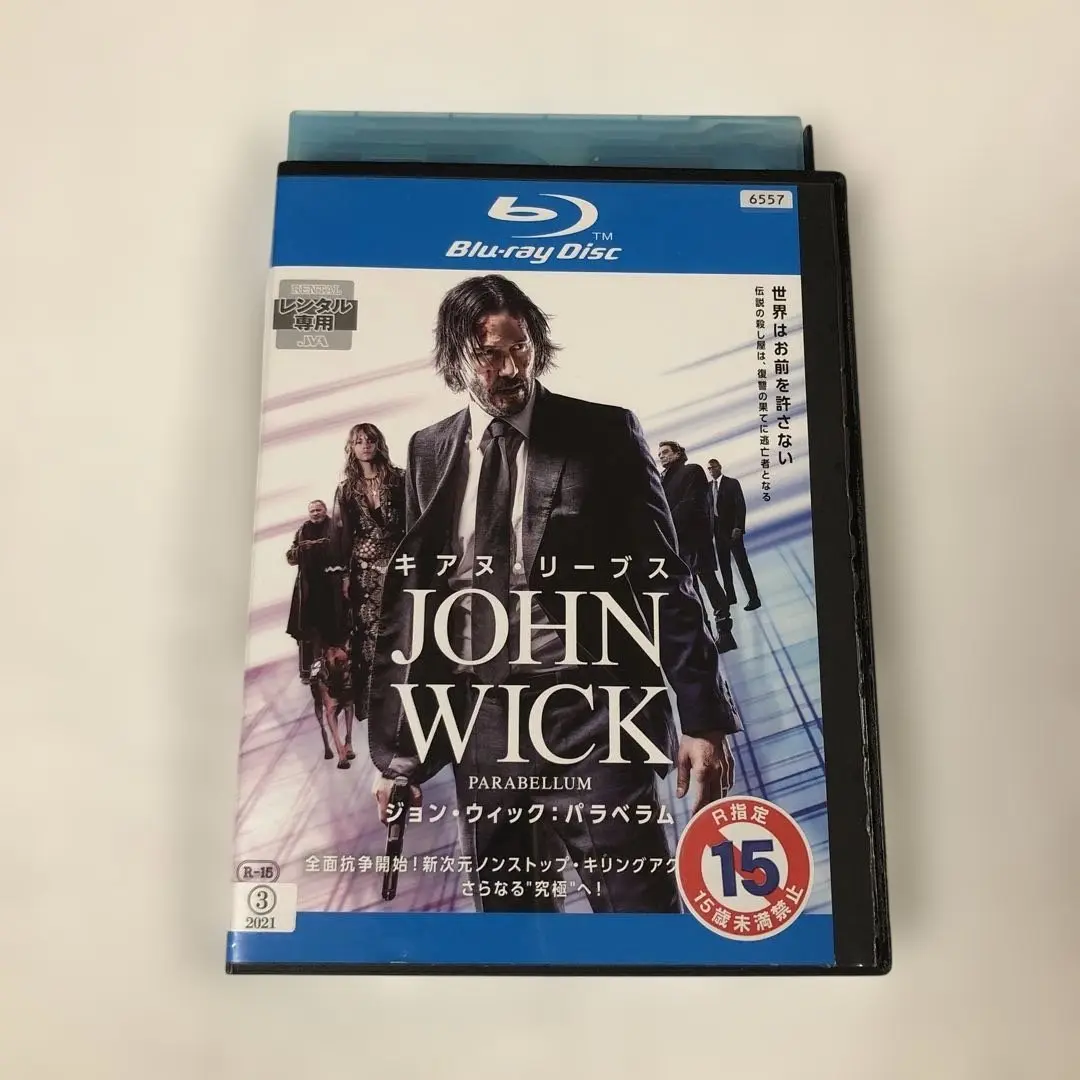 Blu-ray Disc
TM
6557
RENTAL
レンタル
専用
JVA
世界はお前を許さない
伝説の殺し屋は、復讐の果てに逃亡者となる
キアヌ・リーブス
JOHN
WICK
PARABELLUM
ジョン・ウィック：パラベラム
全面抗争開始！新次元ノンストップ・キリングアク
さらなる"究極"へ！
R-15
③
2021
R指定
15
15歳未満禁止